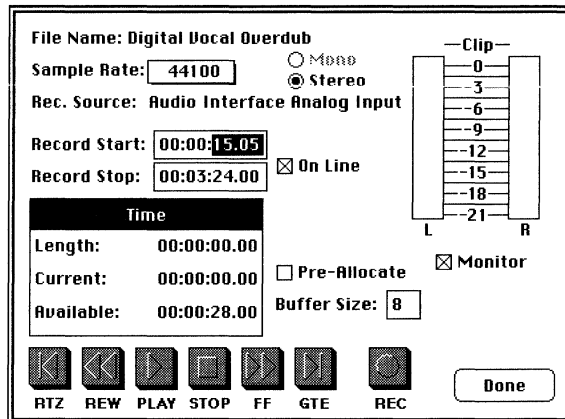 File Name: Digital Vocal Overdub
Sample Rate: 44100
Mono
Stereo
Rec. Source: Audio Interface Analog Input
Record Start: 00:00:15.05
Record Stop: 00:03:24.00
On Line
Time
Length: 00:00:00.00
Current: 00:00:00.00
Available: 00:00:28.00
Pre-Allocate
Buffer Size: 8
Clip
0
3
-6
-9
-12
-15
-18
-21
L R
Monitor
RTZ REW PLAY STOP FF GTE REC
Done